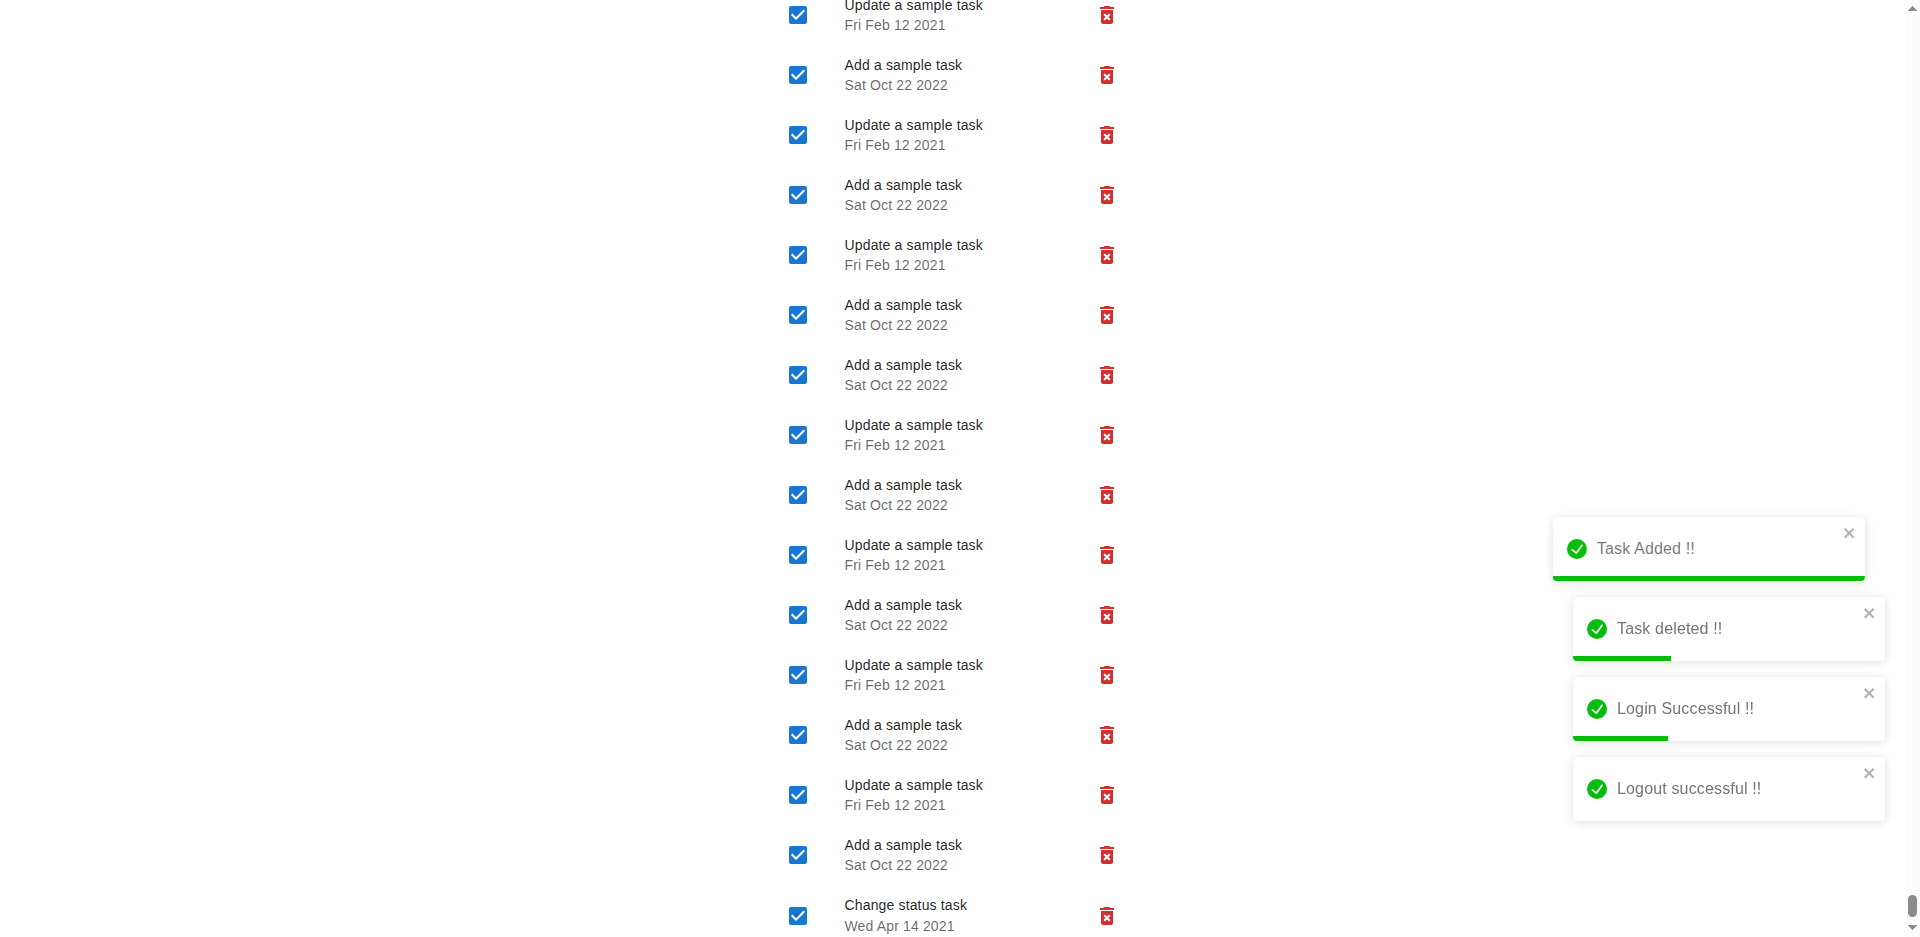 Update a sample task
Fri Feb 12 2021
Add a sample task
Sat Oct 22 2022
Update a sample task
Fri Feb 12 2021
Add a sample task
Sat Oct 22 2022
Update a sample task
Fri Feb 12 2021
Add a sample task
Sat Oct 22 2022
Add a sample task
Sat Oct 22 2022
Update a sample task
Fri Feb 12 2021
Add a sample task
Sat Oct 22 2022
Update a sample task
Fri Feb 12 2021
Add a sample task
Sat Oct 22 2022
Update a sample task
Fri Feb 12 2021
Add a sample task
Sat Oct 22 2022
Update a sample task
Fri Feb 12 2021
Add a sample task
Sat Oct 22 2022
Change status task
Wed Apr 14 2021
Task Added !!
Task deleted !!
Login Successful !!
Logout successful !!